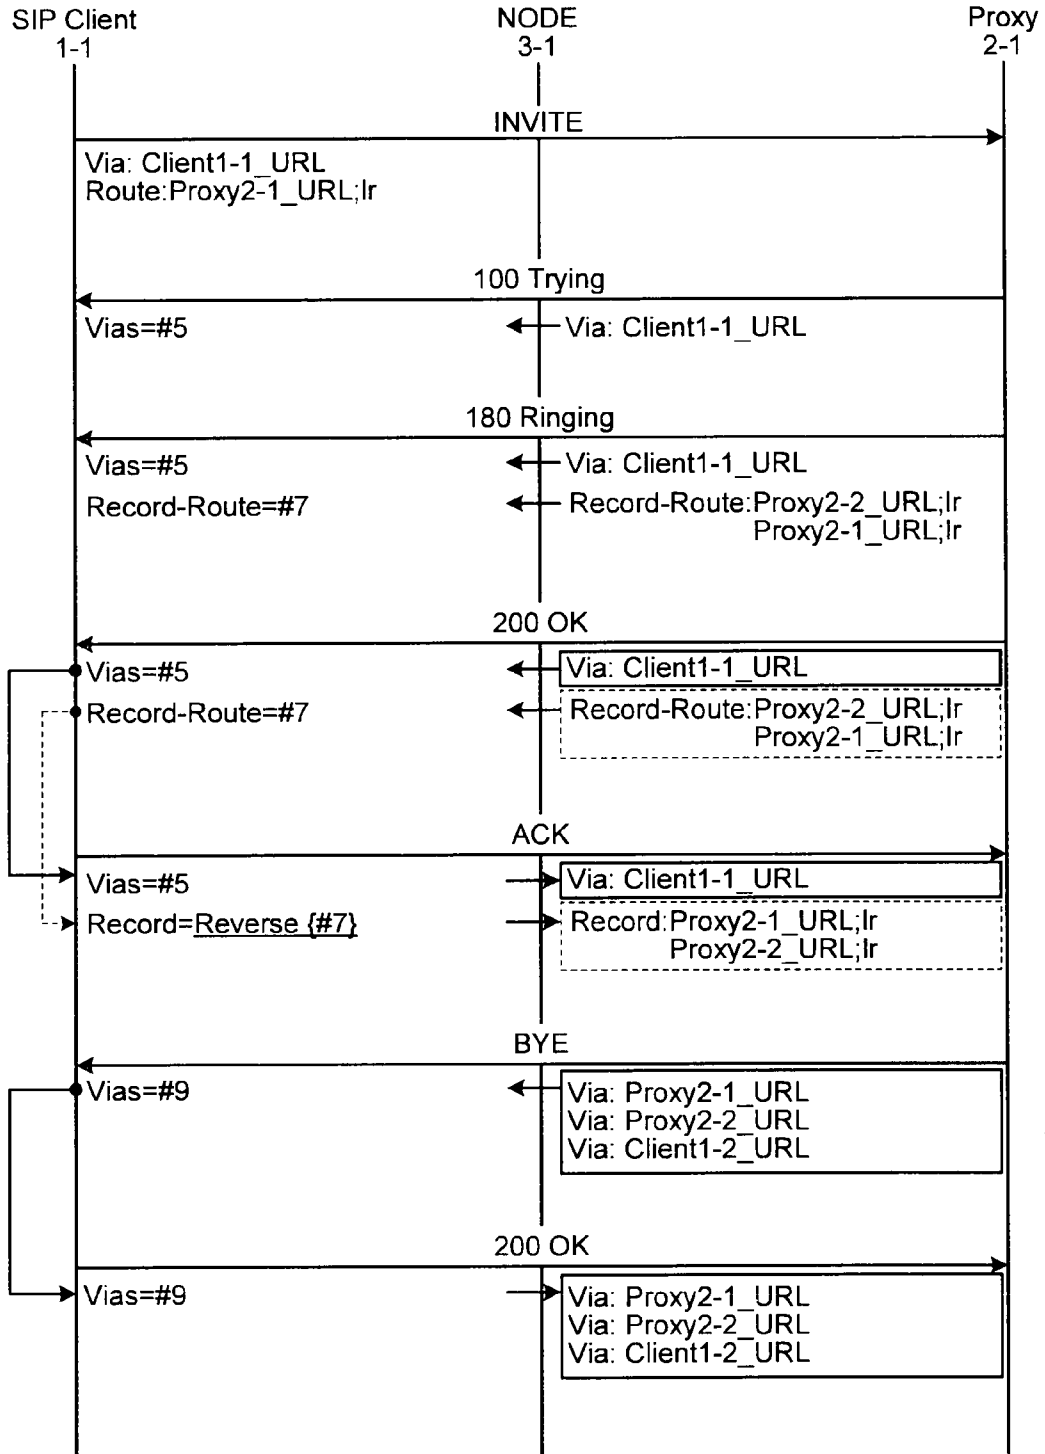 SIP Client
1-1
NODE
3-1
Proxy
2-1
INVITE
Via: Client1-1_URL
Route:Proxy2-1_URL;lr
100 Trying
Vias=#5
Via: Client1-1_URL
180 Ringing
Vias=#5
Via: Client1-1_URL
Record-Route=#7
Record-Route:Proxy2-2_URL;lr
Proxy2-1_URL;lr
200 OK
Vias=#5
Via: Client1-1_URL
Record-Route=#7
Record-Route:Proxy2-2_URL;lr
Proxy2-1_URL;lr
ACK
Vias=#5
Via: Client1-1_URL
Record=Reverse {#7}
Record:Proxy2-1_URL;lr
Proxy2-2_URL;lr
BYE
Vias=#9
Via: Proxy2-1_URL
Via: Proxy2-2_URL
Via: Client1-2_URL
200 OK
Vias=#9
Via: Proxy2-1_URL
Via: Proxy2-2_URL
Via: Client1-2_URL